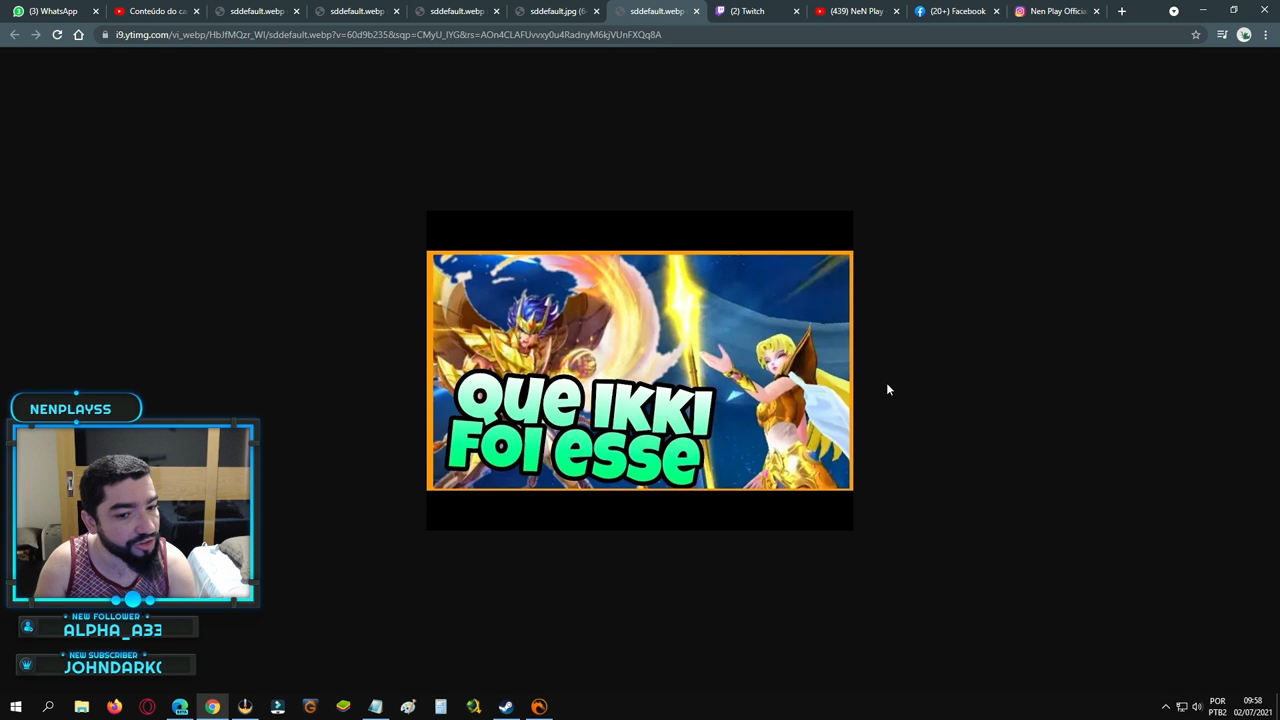 (3) WhatsApp
Conteúdo do ca
sddefault.webp
sddefault.webp
sddefault.webp
sddefault.jpg (6
sddefault.webp
(2) Twitch
(439) NeN Play
(20+) Facebook
Nen Play Officia
i9.ytimg.com/vi_webp/HbJfMQzr_WI/sddefault.webp?v=60d9b235&sqp=CMyU_IYG&rs=AOn4CLAFUvvxy0u4RadnyM6kjVUnFXQq8A
Que IKKI
FOI esse
NENPLAYSS
NEW FOLLOWER
ALPHA_A33
NEW SUBSCRIBER
JOHNDARK
POR
PTB2
09:58
02/07/2021